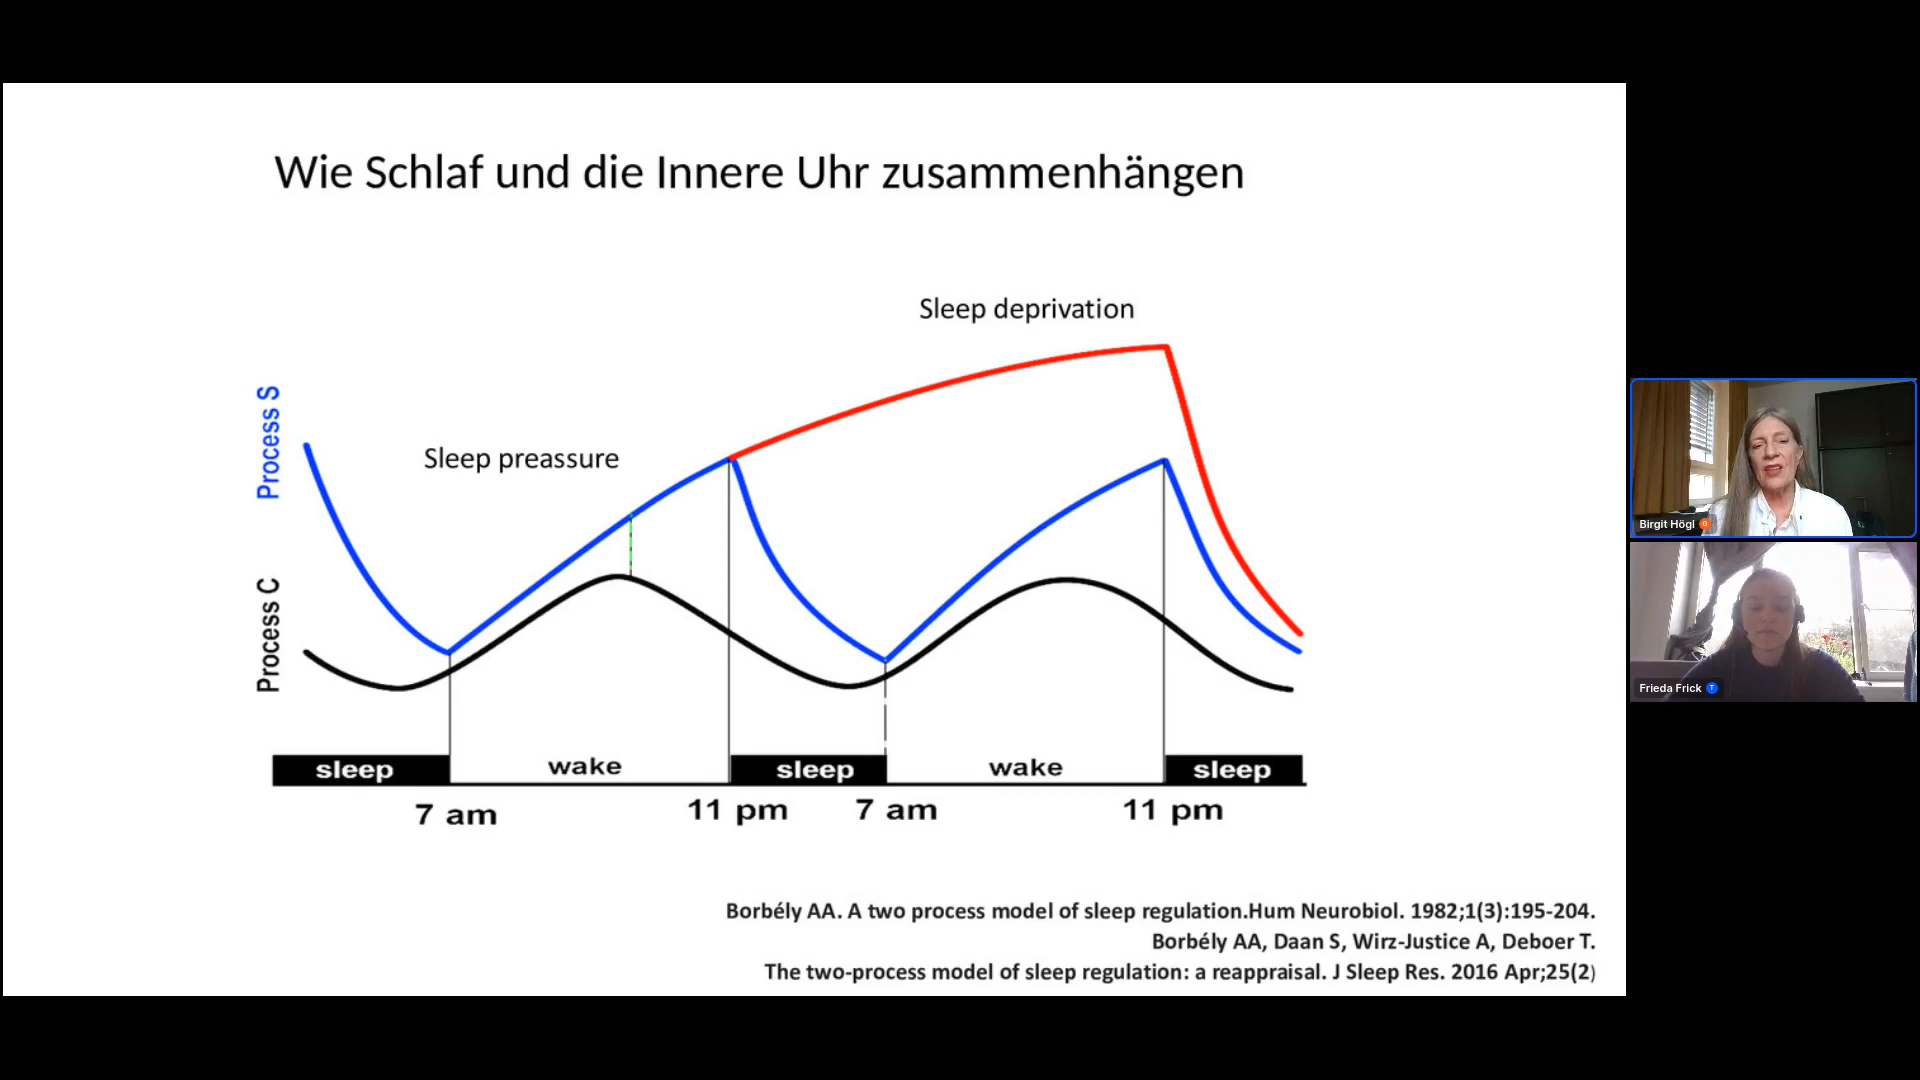 Wie Schlaf und die Innere Uhr zusammenhängen
Sleep deprivation
Process S
Sleep preassure
Process C
sleep
wake
sleep
wake
sleep
7 am
11 pm
7 am
11 pm
Borbély AA. A two process model of sleep regulation.Hum Neurobiol. 1982;1(3):195-204.
Borbély AA, Daan S, Wirz-Justice A, Deboer T.
The two-process model of sleep regulation: a reappraisal. J Sleep Res. 2016 Apr;25(2)
Birgit Högl G
Frieda Frick T